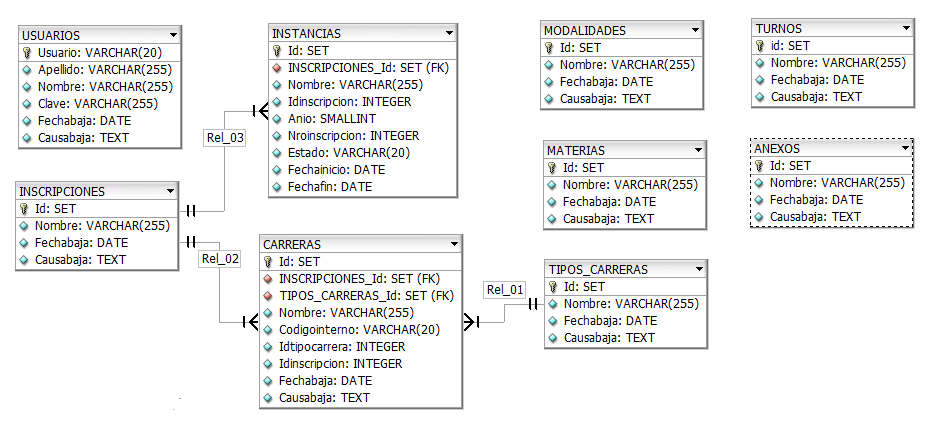 USUARIOS
Usuario: VARCHAR(20)
Apellido: VARCHAR(255)
Nombre: VARCHAR(255)
Clave: VARCHAR(255)
Fechabaja: DATE
Causabaja: TEXT
INSTANCIAS
Id: SET
INSCRIPCIONES_Id: SET (FK)
Nombre: VARCHAR(255)
Idinscripcion: INTEGER
Anio: SMALLINT
Nroinscripcion: INTEGER
Estado: VARCHAR(20)
Fechainicio: DATE
Fechafin: DATE
MODALIDADES
Id: SET
Nombre: VARCHAR(255)
Fechabaja: DATE
Causabaja: TEXT
TURNOS
id: SET
Nombre: VARCHAR(255)
Fechabaja: DATE
Causabaja: TEXT
Rel_03
MATERIAS
Id: SET
Nombre: VARCHAR(255)
Fechabaja: DATE
Causabaja: TEXT
ANEXOS
Id: SET
Nombre: VARCHAR(255)
Fechabaja: DATE
Causabaja: TEXT
INSCRIPCIONES
Id: SET
Nombre: VARCHAR(255)
Fechabaja: DATE
Causabaja: TEXT
Rel_02
CARRERAS
Id: SET
INSCRIPCIONES_Id: SET (FK)
TIPOS_CARRERAS_Id: SET (FK)
Nombre: VARCHAR(255)
Codigointerno: VARCHAR(20)
Idtipocarrera: INTEGER
Idinscripcion: INTEGER
Fechabaja: DATE
Causabaja: TEXT
Rel_01
TIPOS_CARRERAS
Id: SET
Nombre: VARCHAR(255)
Fechabaja: DATE
Causabaja: TEXT